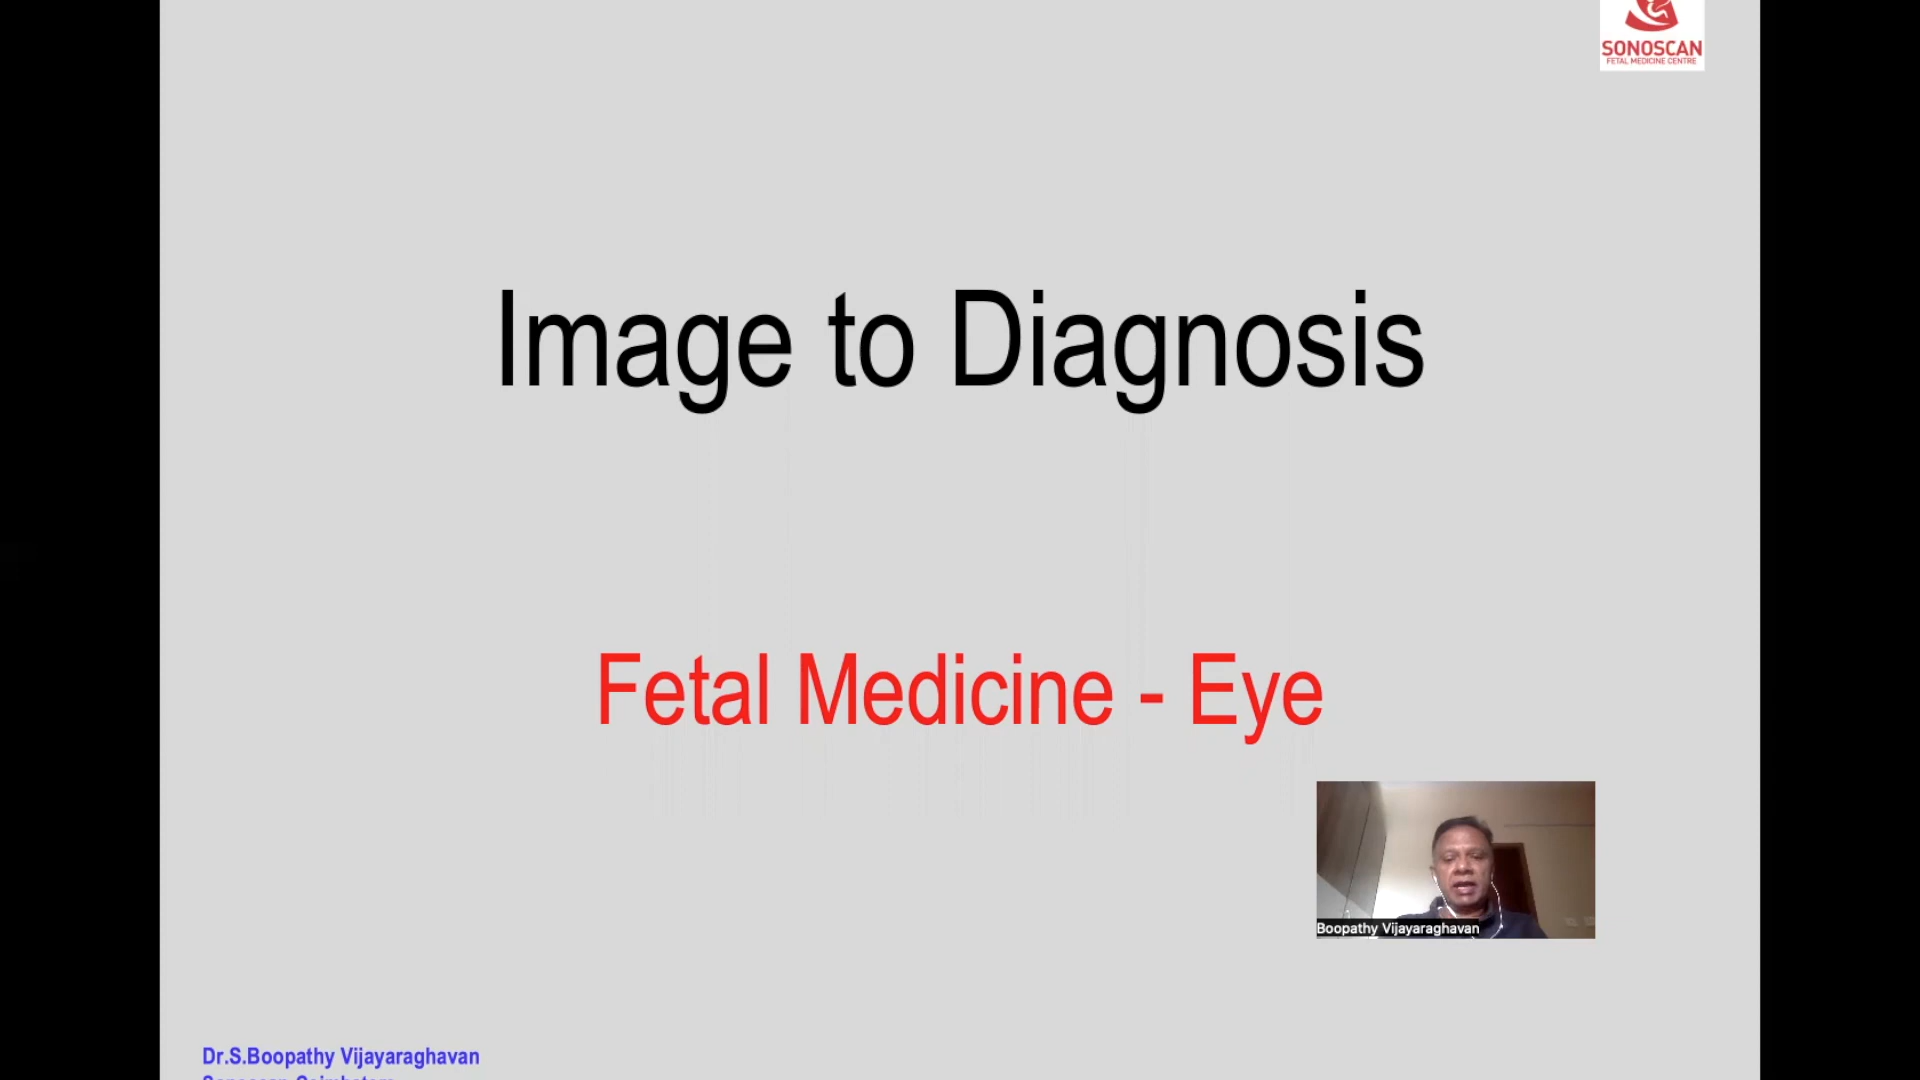 SONOSCAN
FETAL MEDICINE CENTRE
Image to Diagnosis
Fetal Medicine - Eye
Boopathy Vijayaraghavan
Dr.S.Boopathy Vijayaraghavan